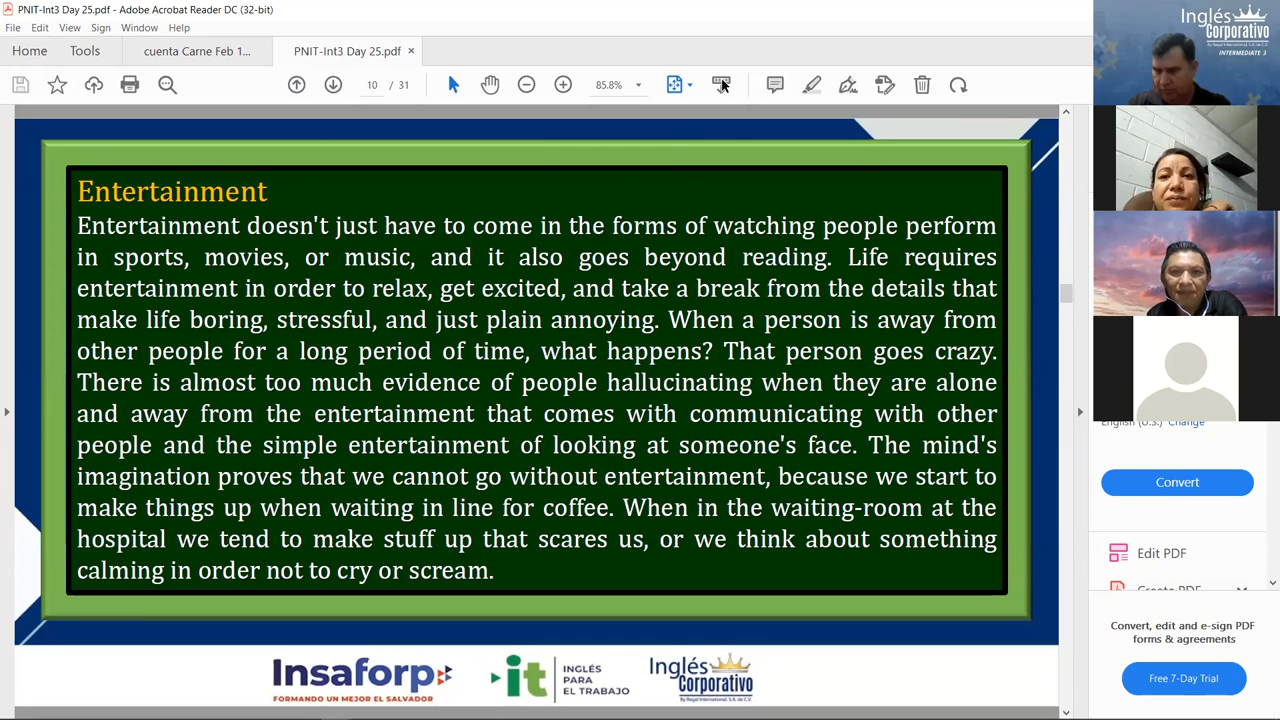 PNIT-Int3 Day 25.pdf - Adobe Acrobat Reader DC (32-bit)
File Edit View Sign Window Help
Home Tools cuenta Carne Feb 1... PNIT-Int3 Day 25.pdf ×
10 / 31 85.8%
Inglés
Corporativo
By Regal International, S.A. de C.V.
INTERMEDIATE 3
Entertainment
Entertainment doesn't just have to come in the forms of watching people perform
in sports, movies, or music, and it also goes beyond reading. Life requires
entertainment in order to relax, get excited, and take a break from the details that
make life boring, stressful, and just plain annoying. When a person is away from
other people for a long period of time, what happens? That person goes crazy.
There is almost too much evidence of people hallucinating when they are alone
and away from the entertainment that comes with communicating with other
people and the simple entertainment of looking at someone's face. The mind's
imagination proves that we cannot go without entertainment, because we start to
make things up when waiting in line for coffee. When in the waiting-room at the
hospital we tend to make stuff up that scares us, or we think about something
calming in order not to cry or scream.
Insaforp
FORMANDO UN MEJOR EL SALVADOR
it INGLÉS
PARA
EL TRABAJO
Inglés
Corporativo
By Regal International, S.A. de C.V.
English (U.S.) Change
Convert
Edit PDF
Create PDF
Convert, edit and e-sign PDF
forms & agreements
Free 7-Day Trial